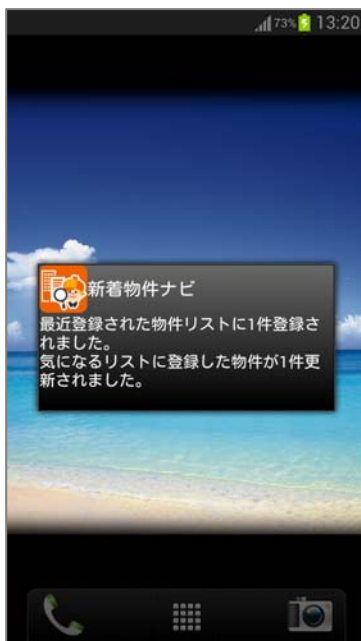 73% 13:20
新着物件ナビ
最近登録された物件リストに1件登録さ
れました。
気になるリストに登録した物件が1件更
新されました。